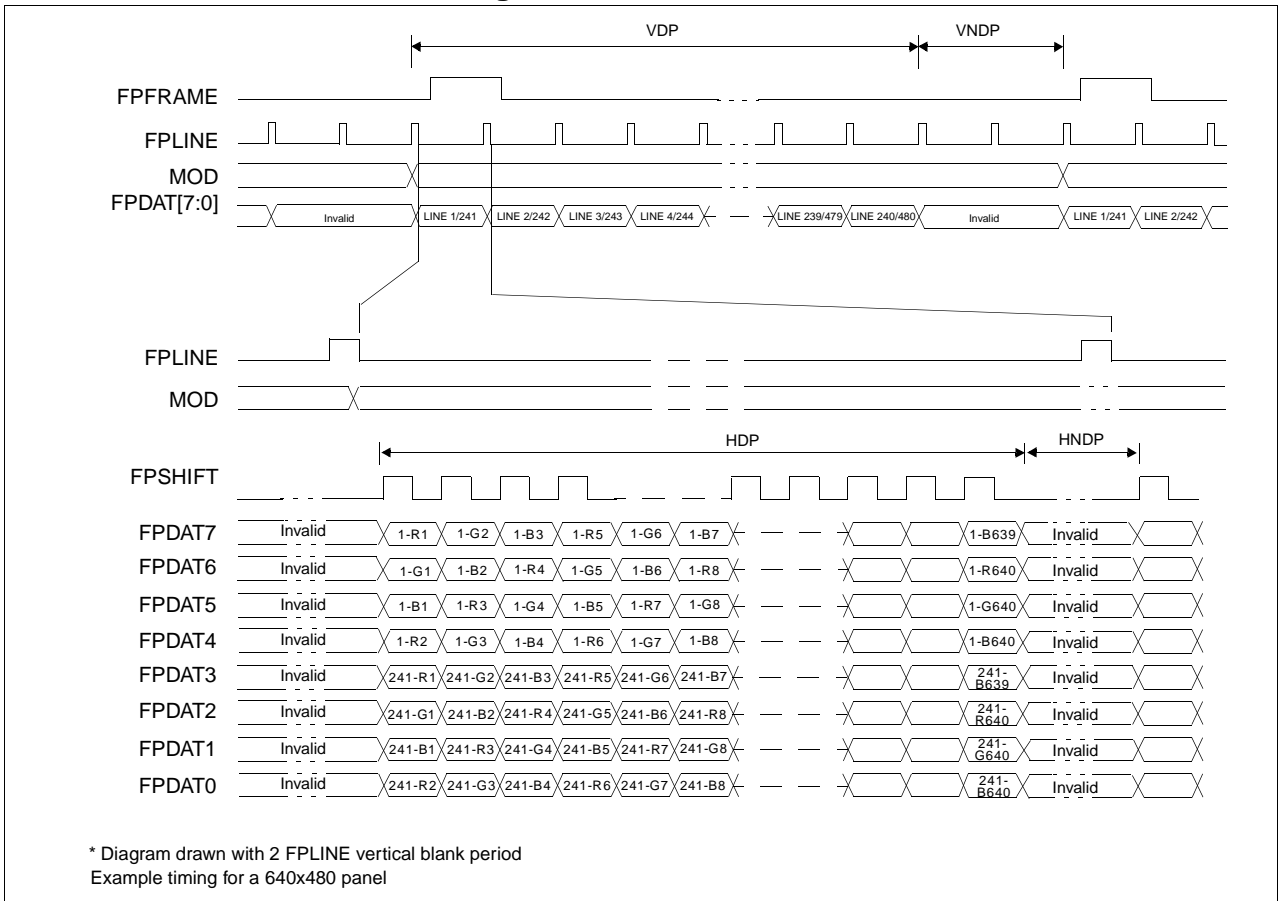 VDP VNDP
FPFRAME
FPLINE
MOD
FPDAT[7:0] Invalid LINE 1/241 LINE 2/242 LINE 3/243 LINE 4/244 LINE 239/479 LINE 240/480 Invalid LINE 1/241 LINE 2/242
FPLINE
MOD
HDP HNDP
FPSHIFT
FPDAT7 Invalid 1-R1 1-G2 1-B3 1-R5 1-G6 1-B7 1-B639 Invalid
FPDAT6 Invalid 1-G1 1-B2 1-R4 1-G5 1-B6 1-R8 1-R640 Invalid
FPDAT5 Invalid 1-B1 1-R3 1-G4 1-B5 1-R7 1-G8 1-G640 Invalid
FPDAT4 Invalid 1-R2 1-G3 1-B4 1-R6 1-G7 1-B8 1-B640 Invalid
FPDAT3 Invalid 241-R1 241-G2 241-B3 241-R5 241-G6 241-B7 241-B639 Invalid
FPDAT2 Invalid 241-G1 241-B2 241-R4 241-G5 241-B6 241-R8 241-R640 Invalid
FPDAT1 Invalid 241-B1 241-R3 241-G4 241-B5 241-R7 241-G8 241-G640 Invalid
FPDAT0 Invalid 241-R2 241-G3 241-B4 241-R6 241-G7 241-B8 241-B640 Invalid
* Diagram drawn with 2 FPLINE vertical blank period
Example timing for a 640x480 panel